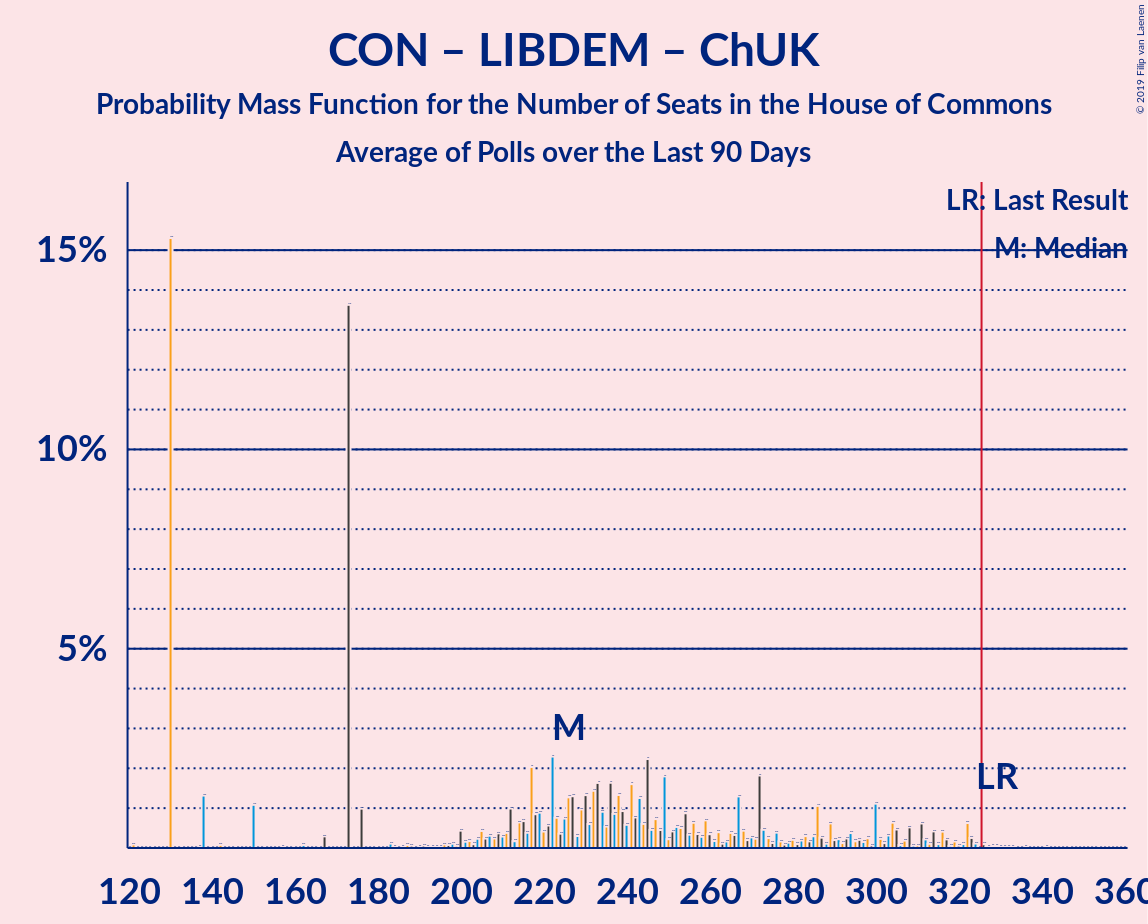 CON – LIBDEM – ChUK
Probability Mass Function for the Number of Seats in the House of Commons
Average of Polls over the Last 90 Days
© 2019 Filip van Laenen
LR: Last Result
M: Median
15%
10%
5%
M
LR
120 140 160 180 200 220 240 260 280 300 320 340 360